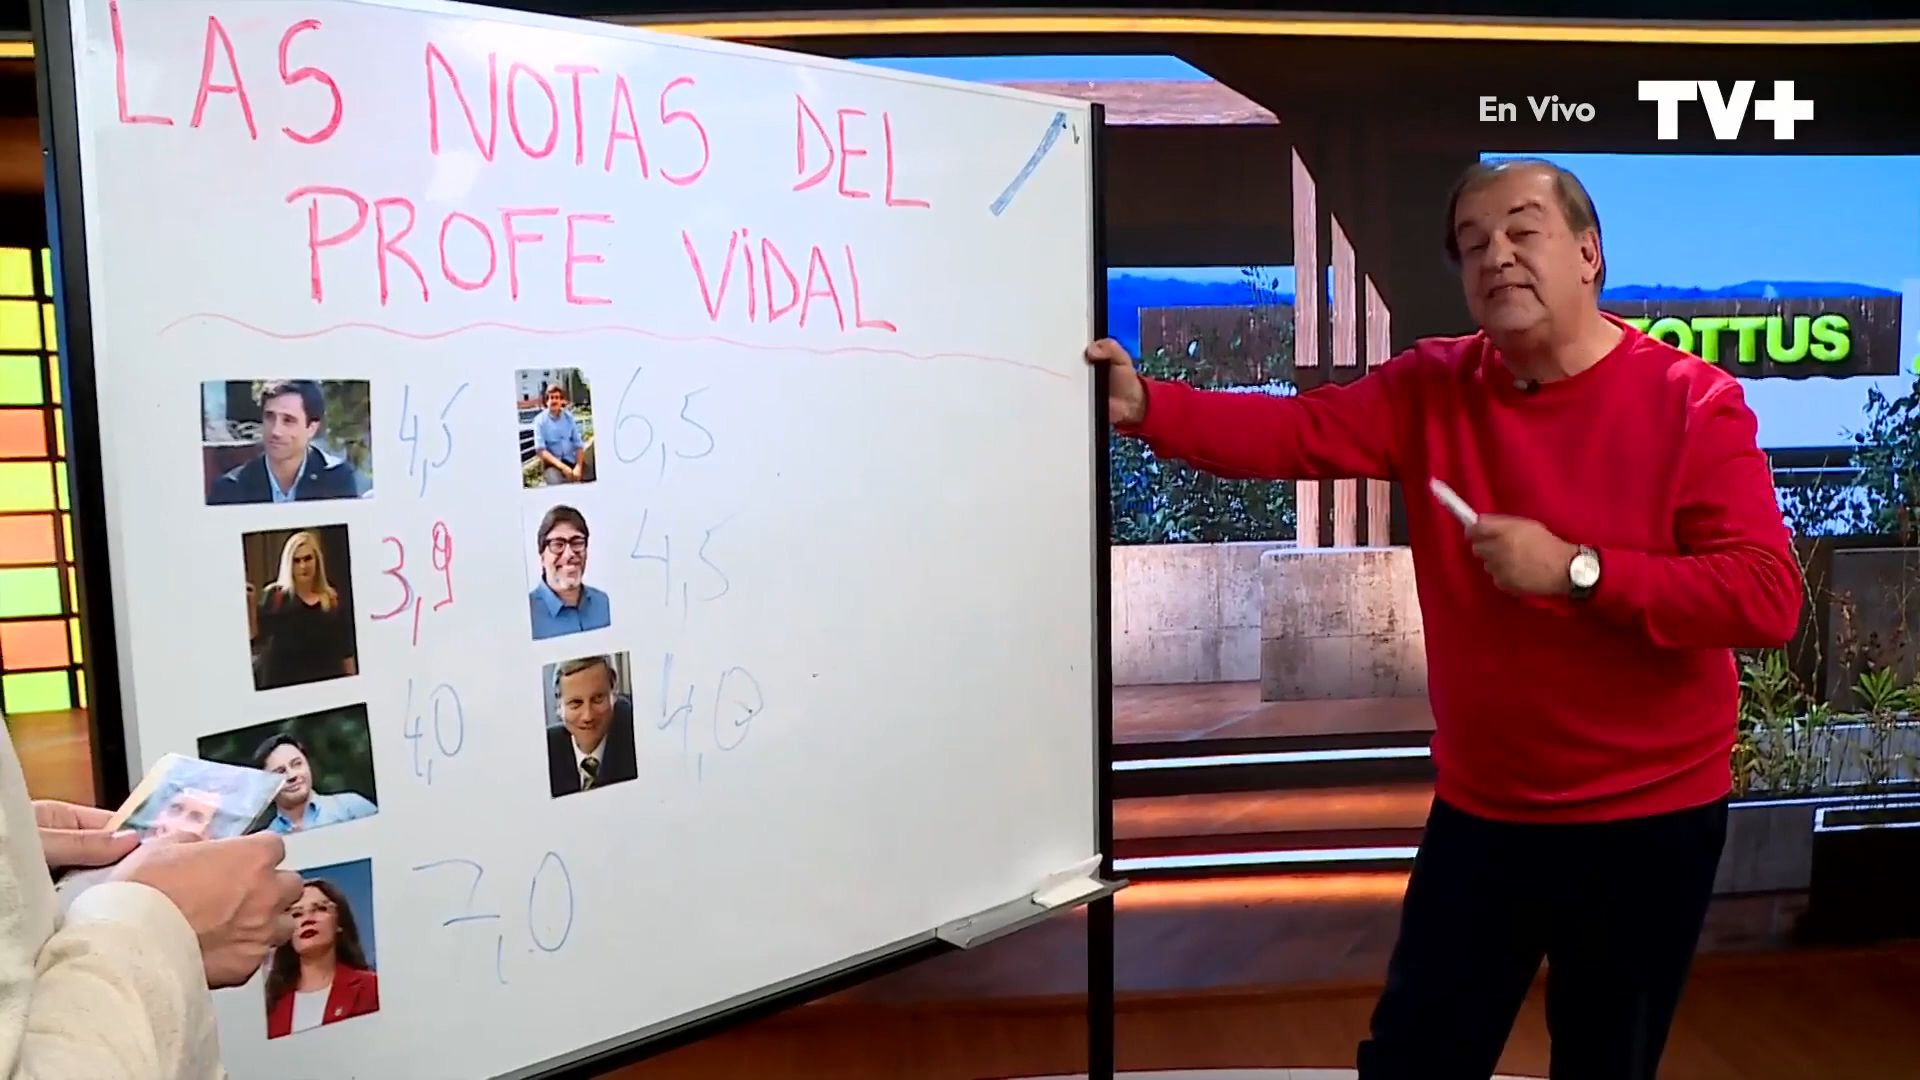 LAS NOTAS DEL
PROFE VIDAL
En Vivo TV+
TOTTUS
4,5 6,5
3,9 4,5
4,0 4,0
7,0